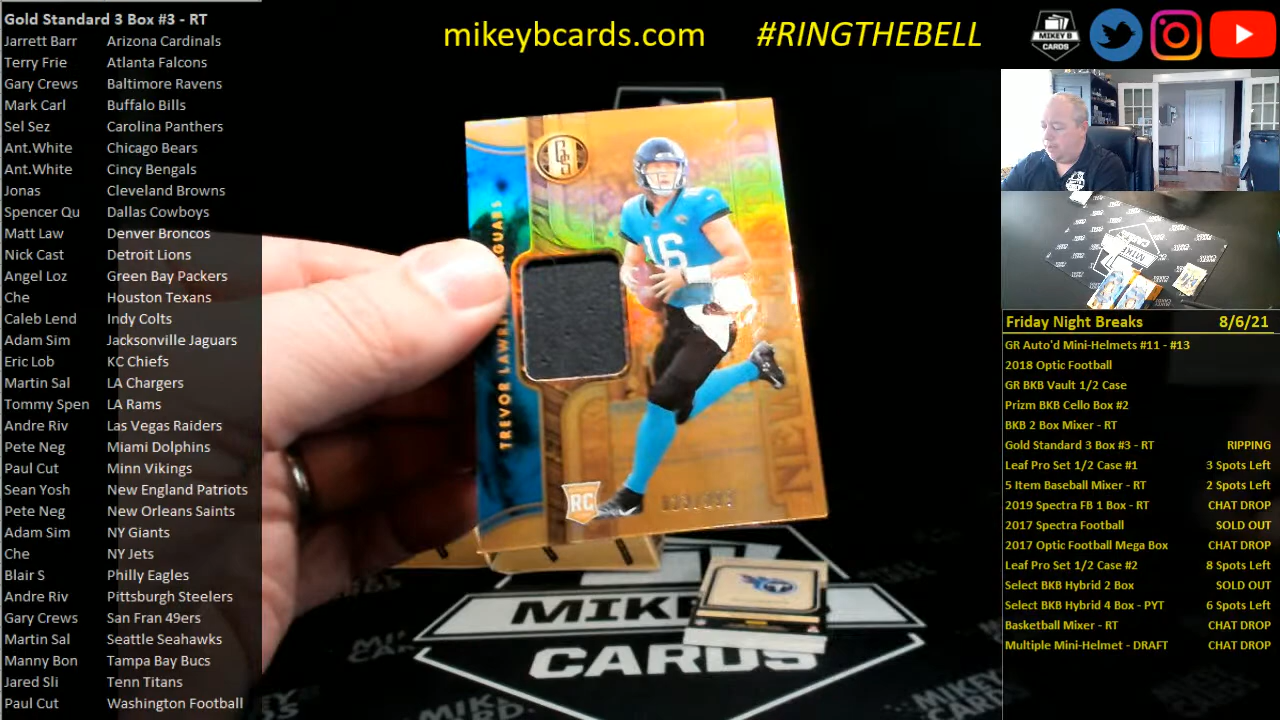 Gold Standard 3 Box #3 - RT
Jarrett Barr Arizona Cardinals
Terry Frie Atlanta Falcons
Gary Crews Baltimore Ravens
Mark Carl Buffalo Bills
Sel Sez Carolina Panthers
Ant.White Chicago Bears
Ant.White Cincy Bengals
Jonas Cleveland Browns
Spencer Qu Dallas Cowboys
Matt Law Denver Broncos
Nick Cast Detroit Lions
Angel Loz Green Bay Packers
Che Houston Texans
Caleb Lend Indy Colts
Adam Sim Jacksonville Jaguars
Eric Lob KC Chiefs
Martin Sal LA Chargers
Tommy Spen LA Rams
Andre Riv Las Vegas Raiders
Pete Neg Miami Dolphins
Paul Cut Minn Vikings
Sean Yosh New England Patriots
Pete Neg New Orleans Saints
Adam Sim NY Giants
Che NY Jets
Blair S Philly Eagles
Andre Riv Pittsburgh Steelers
Gary Crews San Fran 49ers
Martin Sal Seattle Seahawks
Manny Bon Tampa Bay Bucs
Jared Sli Tenn Titans
Paul Cut Washington Football
mikeybcards.com #RINGTHEBELL
MIKEY B
CARDS
GS
16
TREVOR
NEW
RC
CARDS
Friday Night Breaks 8/6/21
GR Auto'd Mini-Helmets #11 - #13
2018 Optic Football
GR BKB Vault 1/2 Case
Prizm BKB Cello Box #2
BKB 2 Box Mixer - RT
Gold Standard 3 Box #3 - RT RIPPING
Leaf Pro Set 1/2 Case #1 3 Spots Left
5 Item Baseball Mixer - RT 2 Spots Left
2019 Spectra FB 1 Box - RT CHAT DROP
2017 Spectra Football SOLD OUT
2017 Optic Football Mega Box CHAT DROP
Leaf Pro Set 1/2 Case #2 8 Spots Left
Select BKB Hybrid 2 Box SOLD OUT
Select BKB Hybrid 4 Box - PYT 6 Spots Left
Basketball Mixer - RT CHAT DROP
Multiple Mini-Helmet - DRAFT CHAT DROP